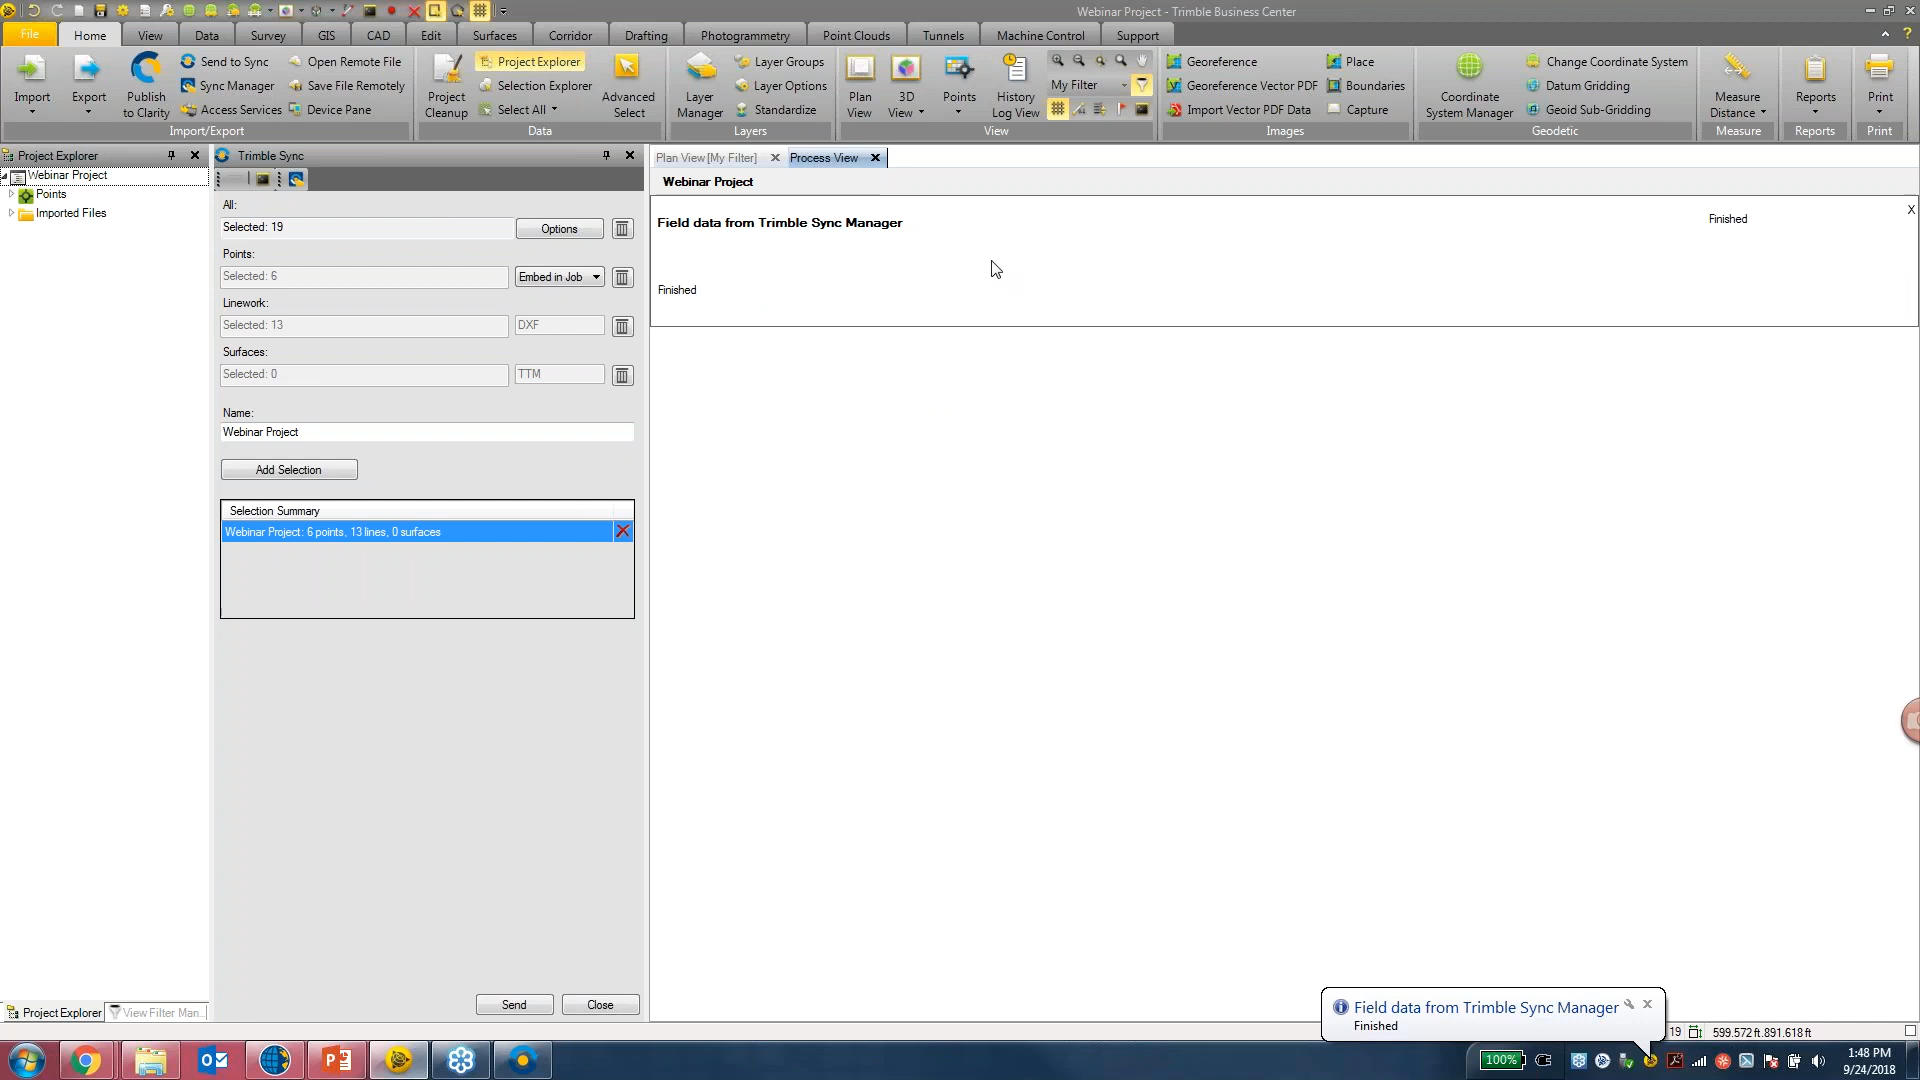 Webinar Project - Trimble Business Center
File Home View Data Survey GIS CAD Edit Surfaces Corridor Drafting Photogrammetry Point Clouds Tunnels Machine Control Support
Import
Export
Publish to Clarity
Send to Sync
Sync Manager
Access Services
Open Remote File
Save File Remotely
Device Pane
Import/Export
Project Cleanup
Project Explorer
Selection Explorer
Select All
Advanced Select
Data
Layer Manager
Layer Groups
Layer Options
Standardize
Layers
Plan View
3D View
Points
History Log View
My Filter
View
Georeference
Georeference Vector PDF
Import Vector PDF Data
Place
Boundaries
Capture
Images
Coordinate System Manager
Change Coordinate System
Datum Gridding
Geoid Sub-Gridding
Geodetic
Measure Distance
Measure
Reports
Reports
Print
Print
Project Explorer
Webinar Project
Points
Imported Files
Trimble Sync
All:
Selected: 19
Options
Points:
Selected: 6
Embed in Job
Linework:
Selected: 13
DXF
Surfaces:
Selected: 0
TTM
Name:
Webinar Project
Add Selection
Selection Summary
Webinar Project: 6 points, 13 lines, 0 surfaces
Send
Close
Plan View[My Filter]
Process View
Webinar Project
Field data from Trimble Sync Manager
Finished
X
Finished
Project Explorer
View Filter Man...
Field data from Trimble Sync Manager
Finished
19
599.572 ft,891.618 ft
100%
1:48 PM
9/24/2018